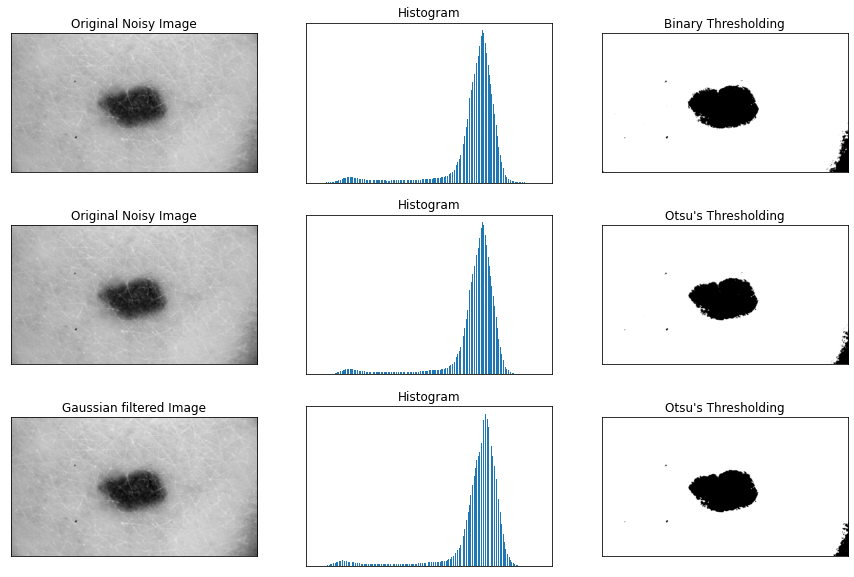 Original Noisy Image
Histogram
Binary Thresholding
Original Noisy Image
Histogram
Otsu's Thresholding
Gaussian filtered Image
Histogram
Otsu's Thresholding